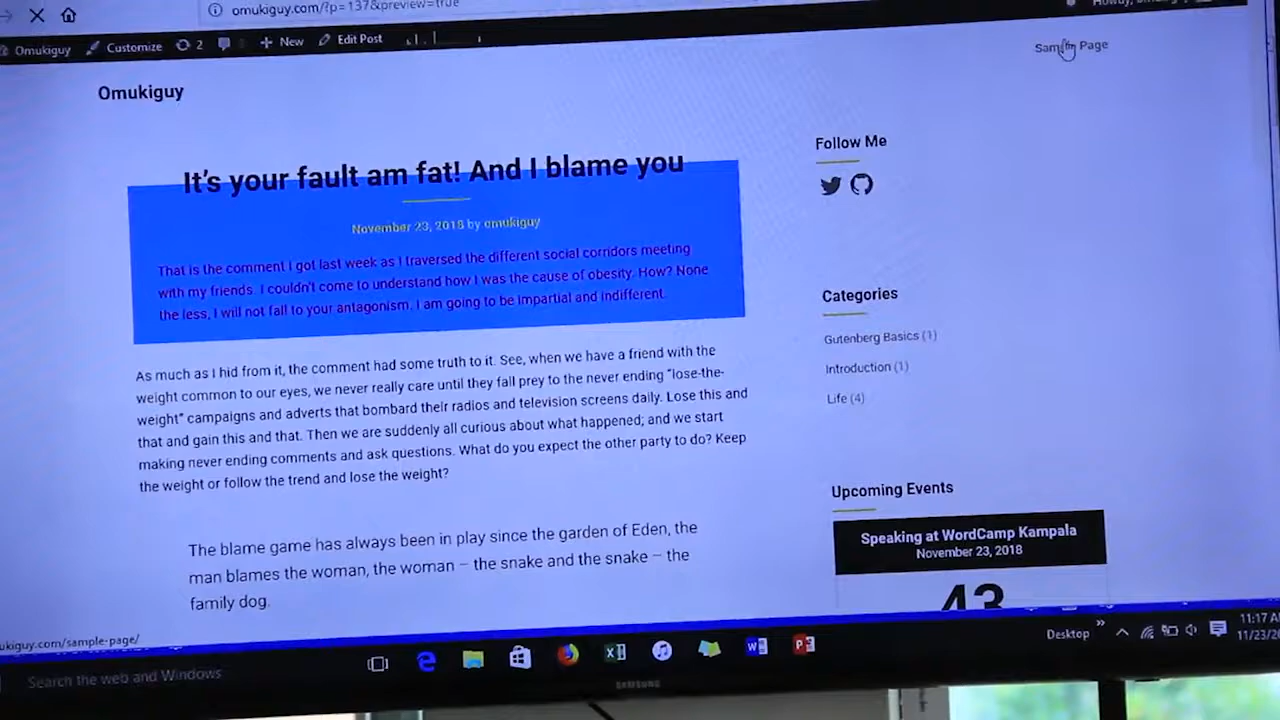 omukiguy.com/?p=137&preview=true
Omukiguy Customize 2 New Edit Post
Sample Page
Omukiguy
It's your fault am fat! And I blame you
November 23, 2018 by omukiguy
That is the comment I got last week as I traversed the different social corridors meeting
with my friends. I couldn't come to understand how I was the cause of obesity. How? None
the less, I will not fall to your antagonism, I am going to be impartial and indifferent.
As much as I hid from it, the comment had some truth to it. See, when we have a friend with the
weight common to our eyes, we never really care until they fall prey to the never ending “lose-the-
weight” campaigns and adverts that bombard their radios and television screens daily. Lose this and
that and gain this and that. Then we are suddenly all curious about what happened; and we start
making never ending comments and ask questions. What do you expect the other party to do? Keep
the weight or follow the trend and lose the weight?
The blame game has always been in play since the garden of Eden, the
man blames the woman, the woman – the snake and the snake – the
family dog.
Follow Me
Categories
Gutenberg Basics (1)
Introduction (1)
Life (4)
Upcoming Events
Speaking at WordCamp Kampala
November 23, 2018
43
ukiguy.com/sample-page/
Search the web and Windows
Desktop
11:17 A
11/23/2
SAMSUNG